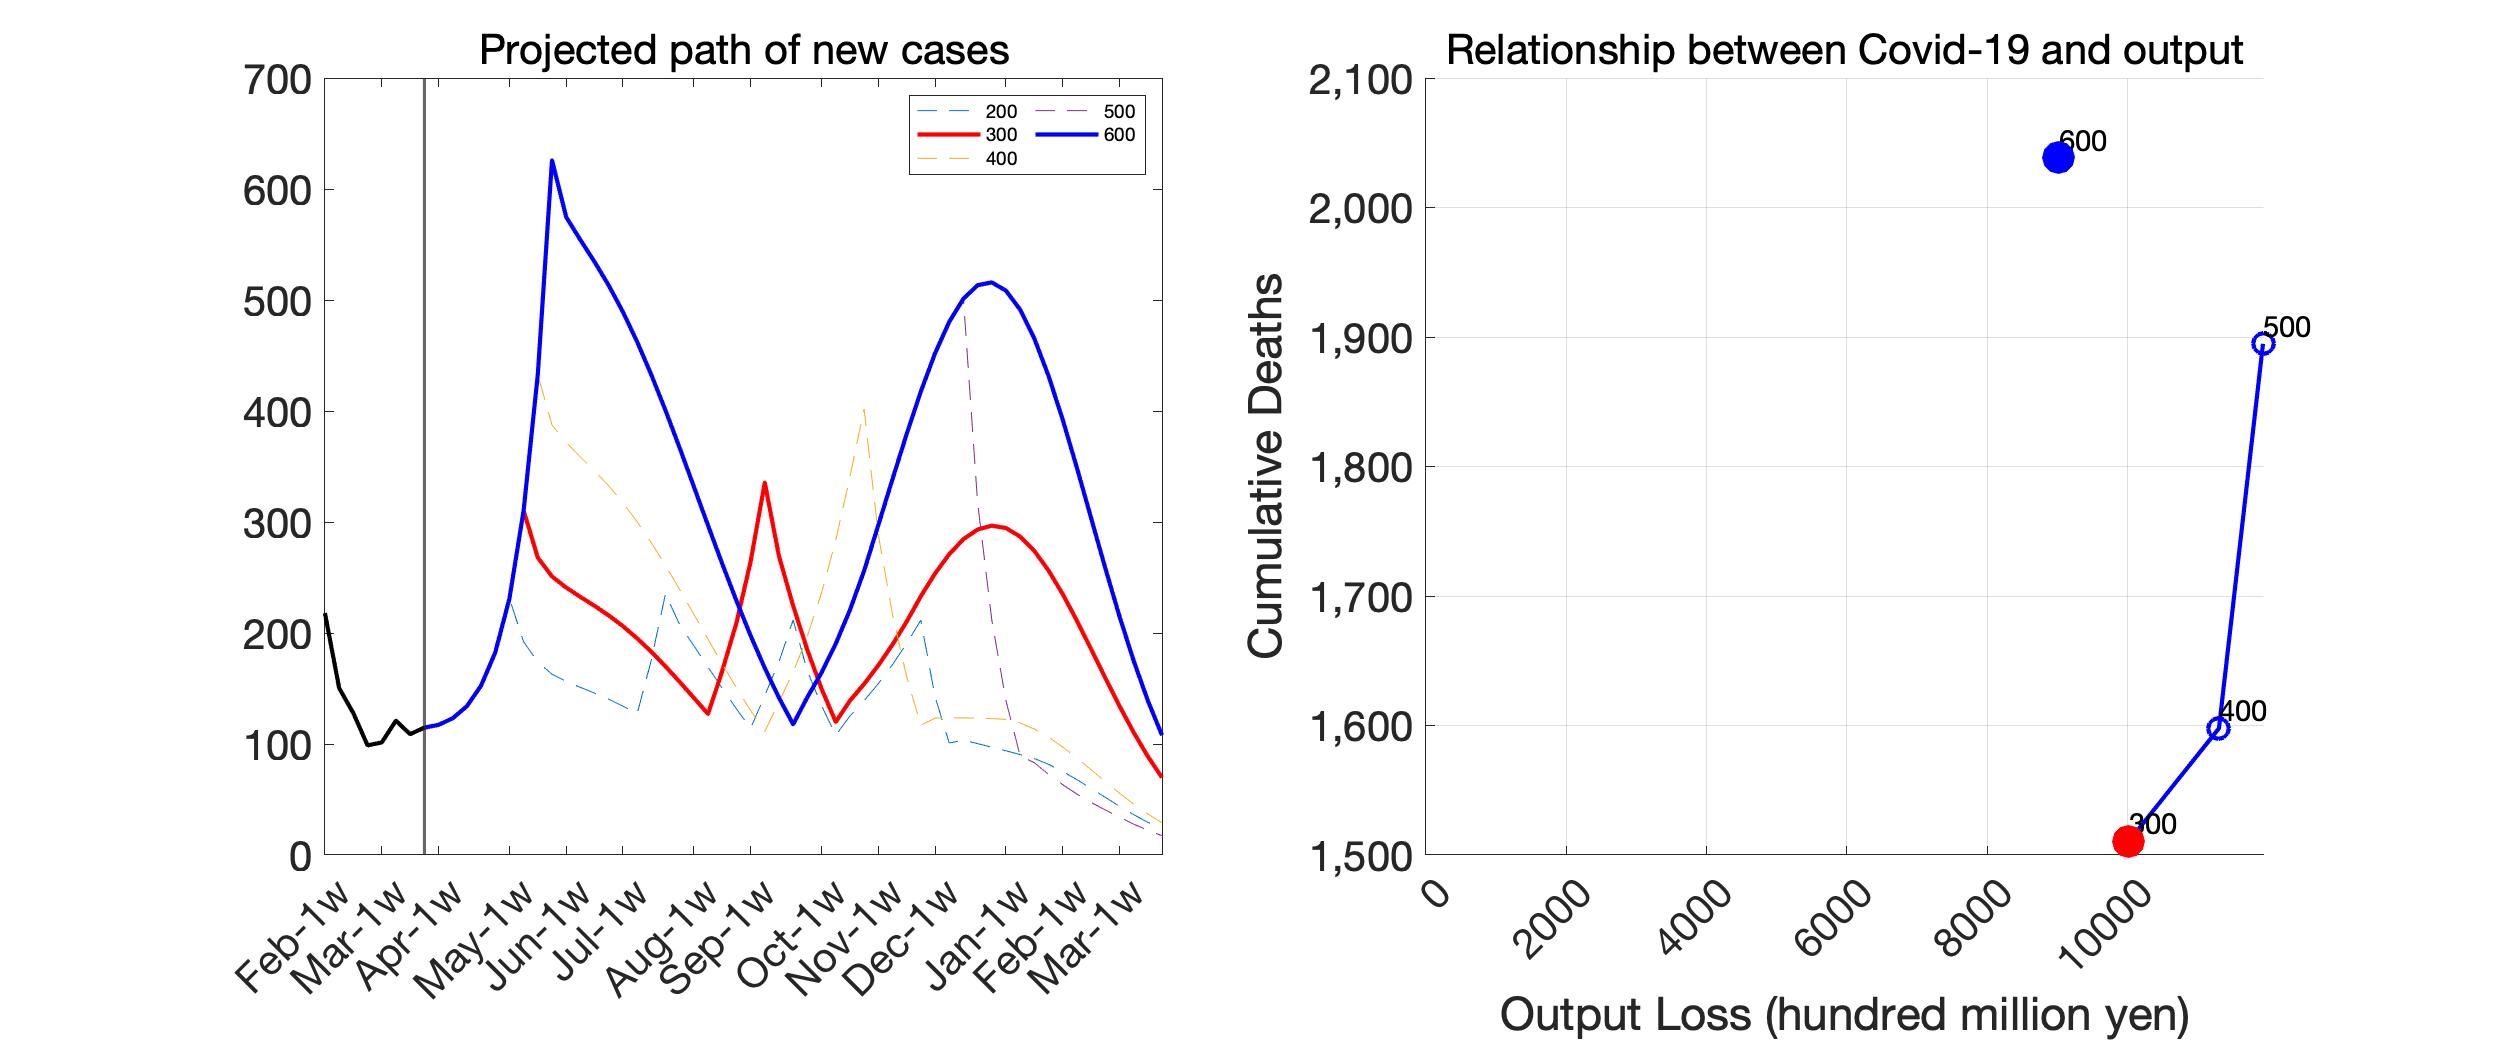 Projected path of new cases
700
600
500
400
300
200
100
0
200
300
400
500
600
Feb-1w
Mar-1w
Apr-1w
May-1w
Jun-1w
Jul-1w
Aug-1w
Sep-1w
Oct-1w
Nov-1w
Dec-1w
Jan-1w
Feb-1w
Mar-1w
Relationship between Covid-19 and output
Cumulative Deaths
2,100
2,000
1,900
1,800
1,700
1,600
1,500
600
500
400
300
0
2000
4000
6000
8000
10000
Output Loss (hundred million yen)